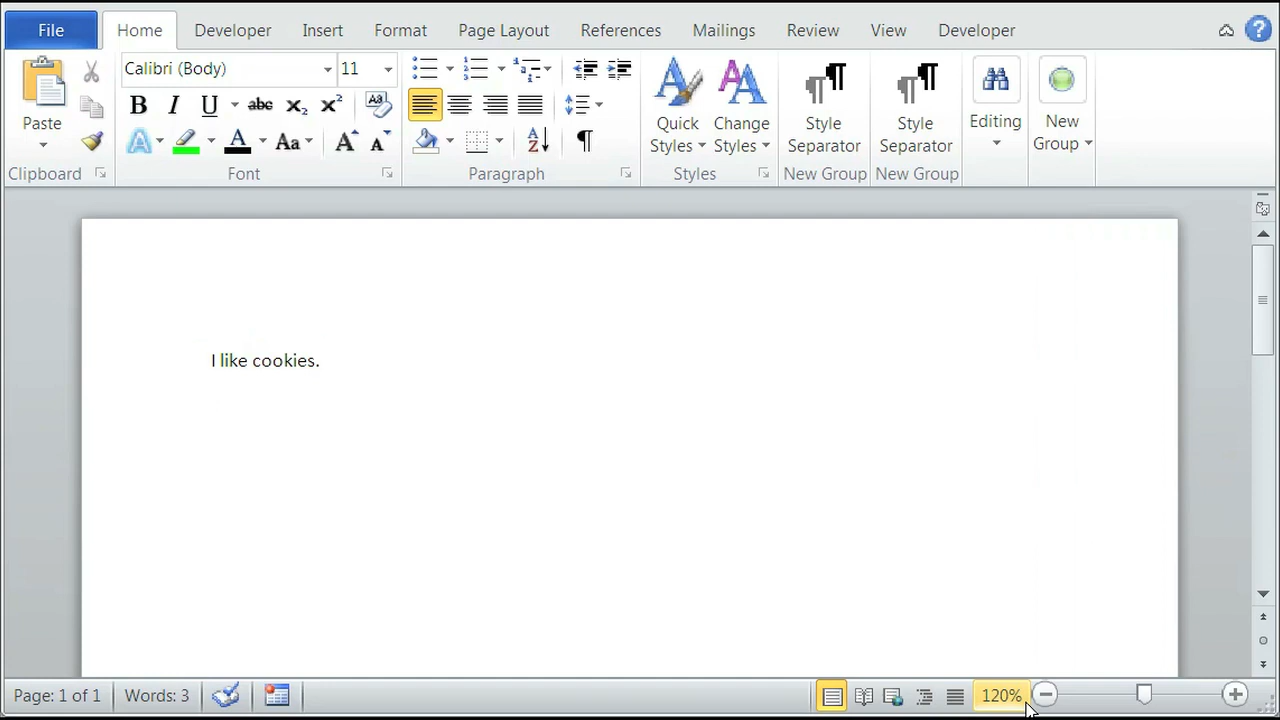 File Home Developer Insert Format Page Layout References Mailings Review View Developer
Calibri (Body) 11
Paste
B I U abc x₂ x² Aa
A A Aa A A
A Z ¶
Quick Styles
Change Styles
Style Separator
Style Separator
Editing
New Group
Clipboard Font Paragraph Styles New Group New Group
I like cookies.
Page: 1 of 1 Words: 3 120%